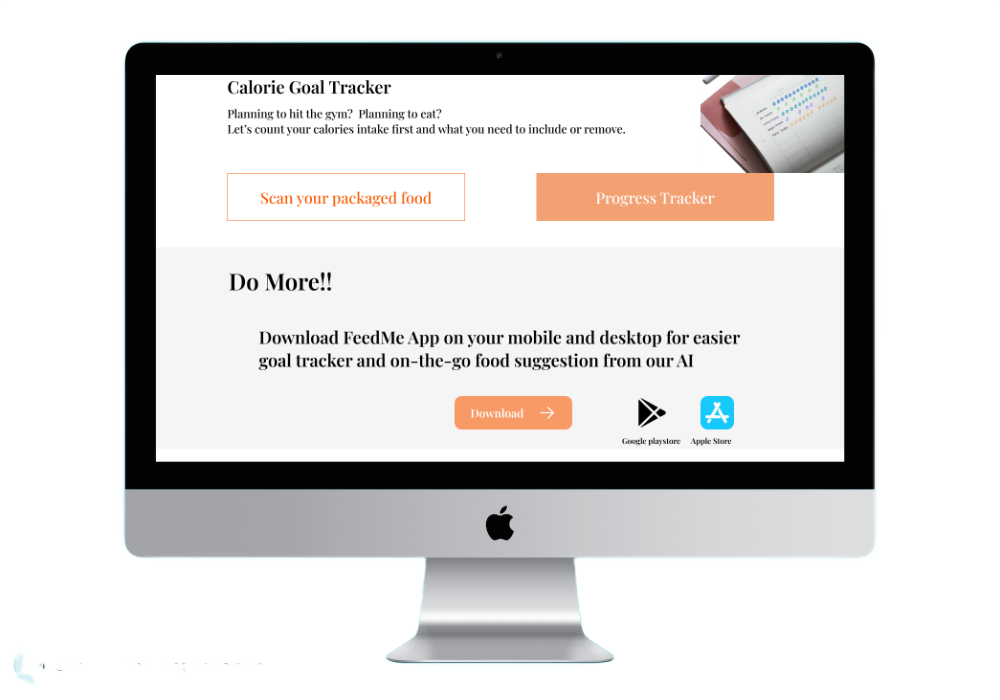 Calorie Goal Tracker
Planning to hit the gym?  Planning to eat?
Let's count your calories intake first and what you need to include or remove.
Scan your packaged food
Progress Tracker
Do More!!
Download FeedMe App on your mobile and desktop for easier
goal tracker and on-the-go food suggestion from our AI
Download
Google playstore
Apple Store